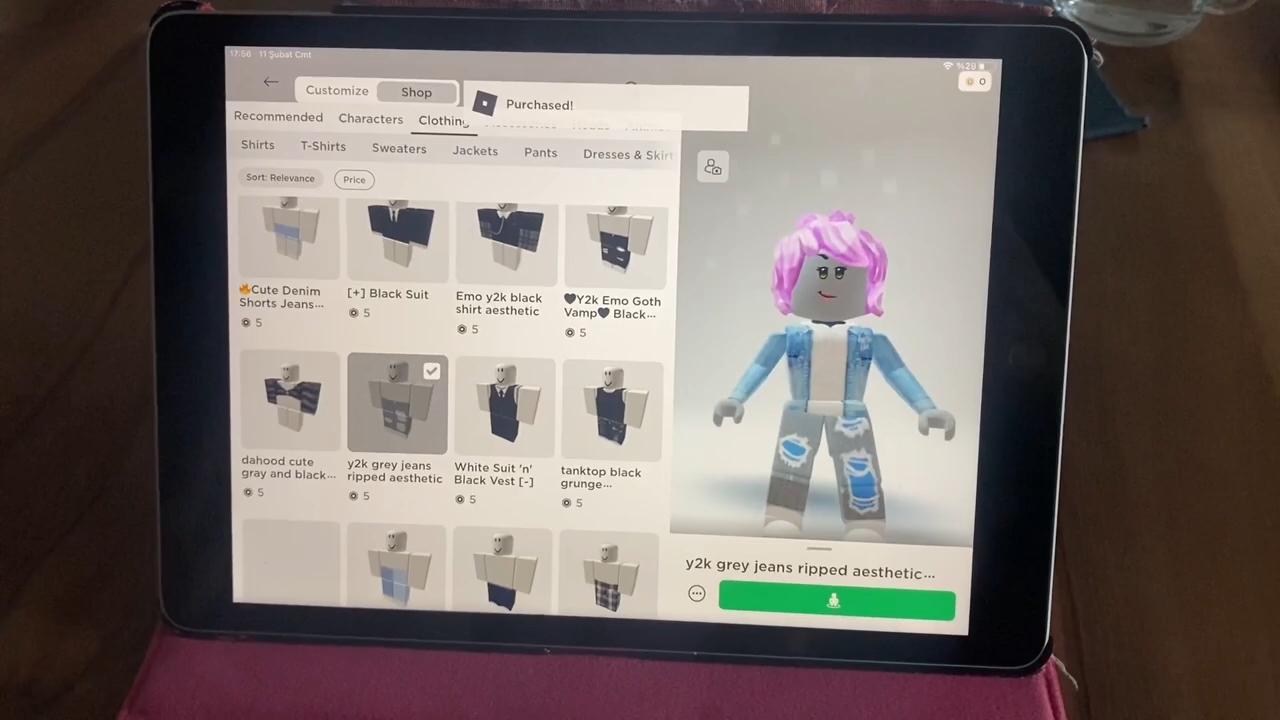 17:56 11 Şubat Cmt
%29
Customize
Shop
Purchased!
0
Recommended
Characters
Clothing
Shirts
T-Shirts
Sweaters
Jackets
Pants
Dresses & Skirt
Sort: Relevance
Price
🔥Cute Denim
Shorts Jeans...
5
[+] Black Suit
5
Emo y2k black
shirt aesthetic
5
🖤Y2k Emo Goth
Vamp🖤 Black...
5
dahood cute
gray and black...
5
y2k grey jeans
ripped aesthetic
5
White Suit 'n'
Black Vest [-]
5
tanktop black
grunge...
5
y2k grey jeans ripped aesthetic...